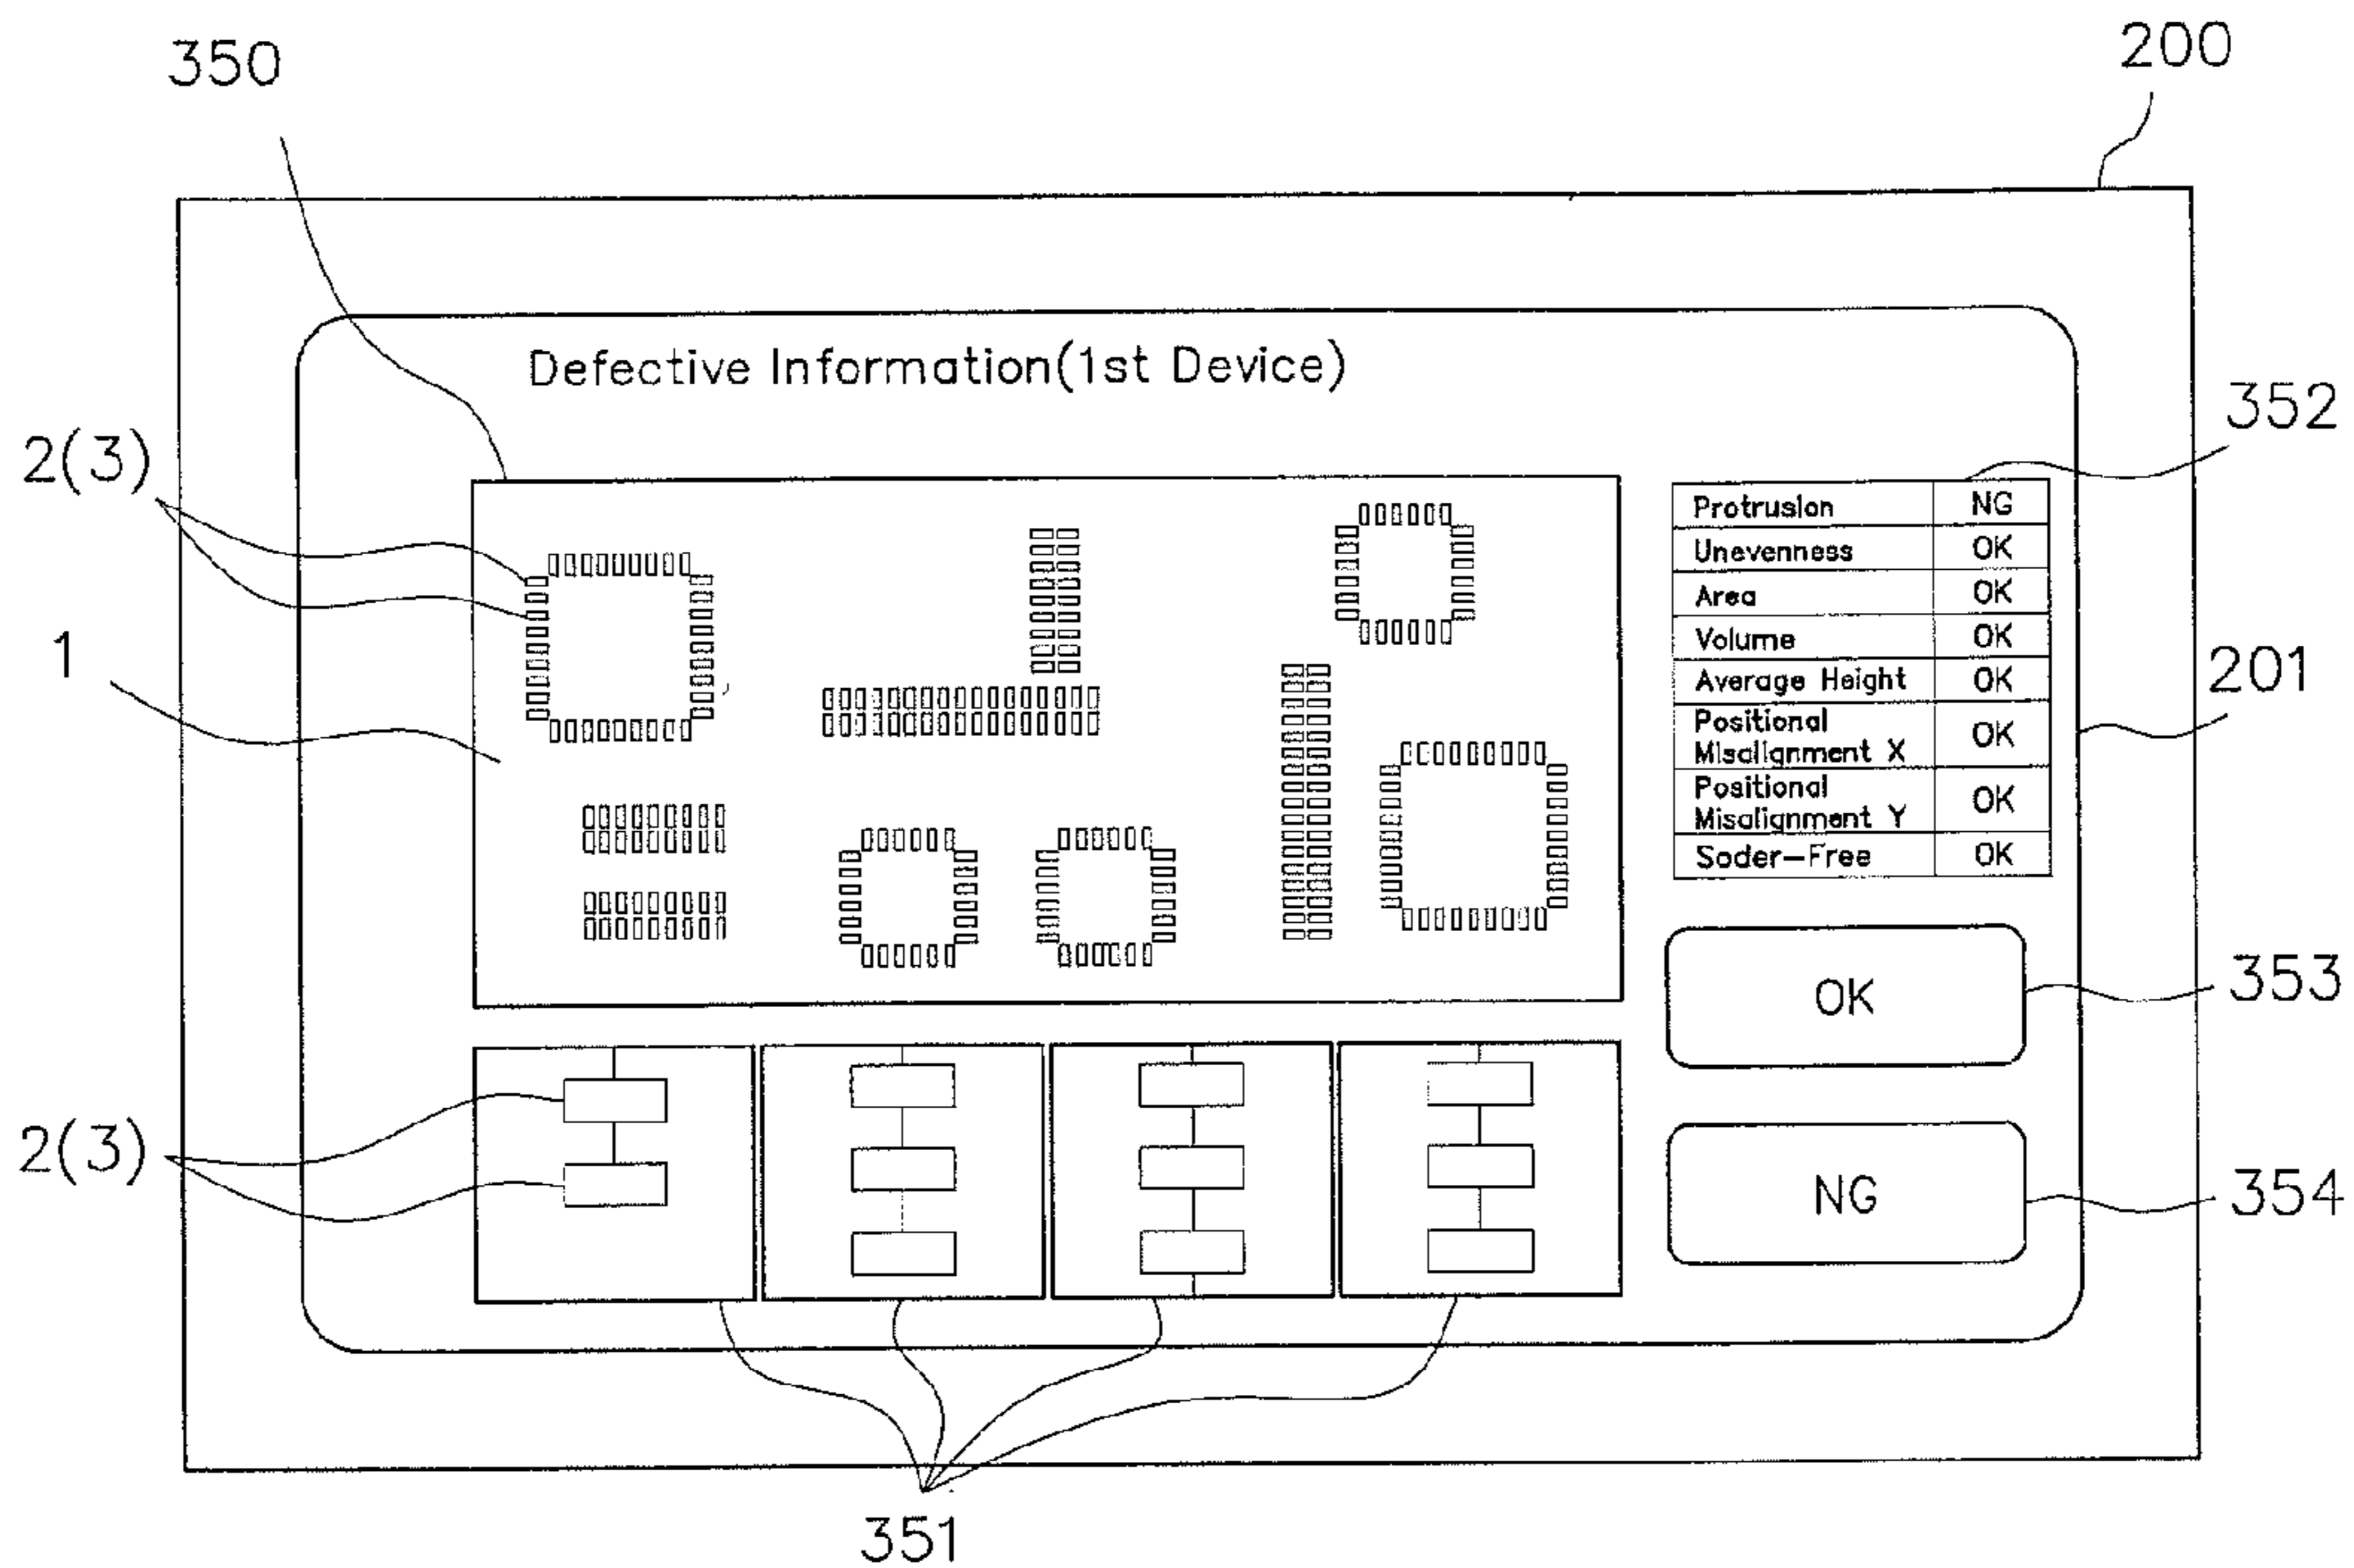 200
350
Defective Information(1st Device)
352
2(3)
Protrusion NG
Unevenness OK
Area OK
1
Volume OK
201
Average Height OK
Positional
Misalignment X OK
Positional
Misalignment Y OK
Soder-Free OK
OK
353
2(3)
NG
354
351